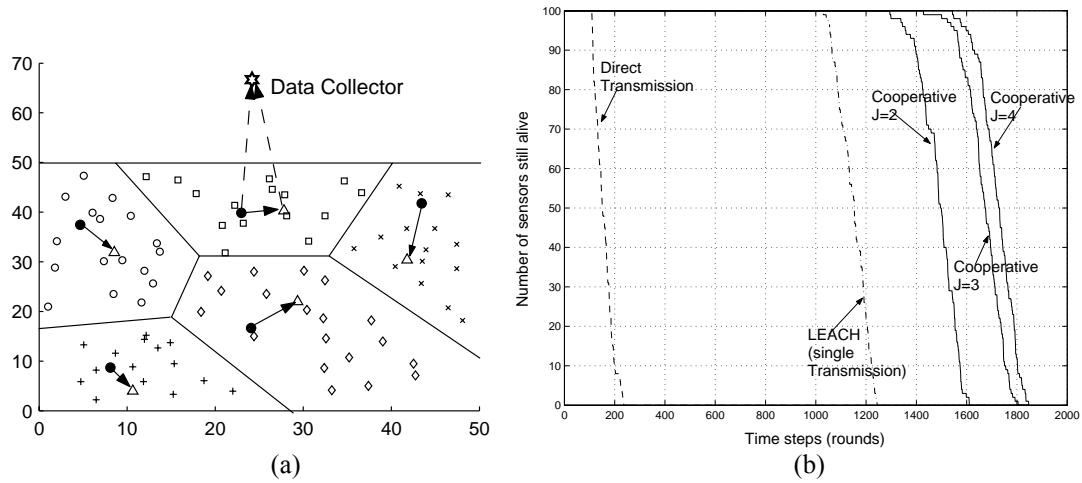 70
60
50
40
30
20
10
0
0 10 20 30 40 50
Data Collector
(a)
100
90
80
70
60
50
40
30
20
10
0
0 200 400 600 800 1000 1200 1400 1600 1800 2000
Number of sensors still alive
Time steps (rounds)
Direct
Transmission
Cooperative
J=2
Cooperative
J=4
Cooperative
J=3
LEACH
(single
Transmission)
(b)